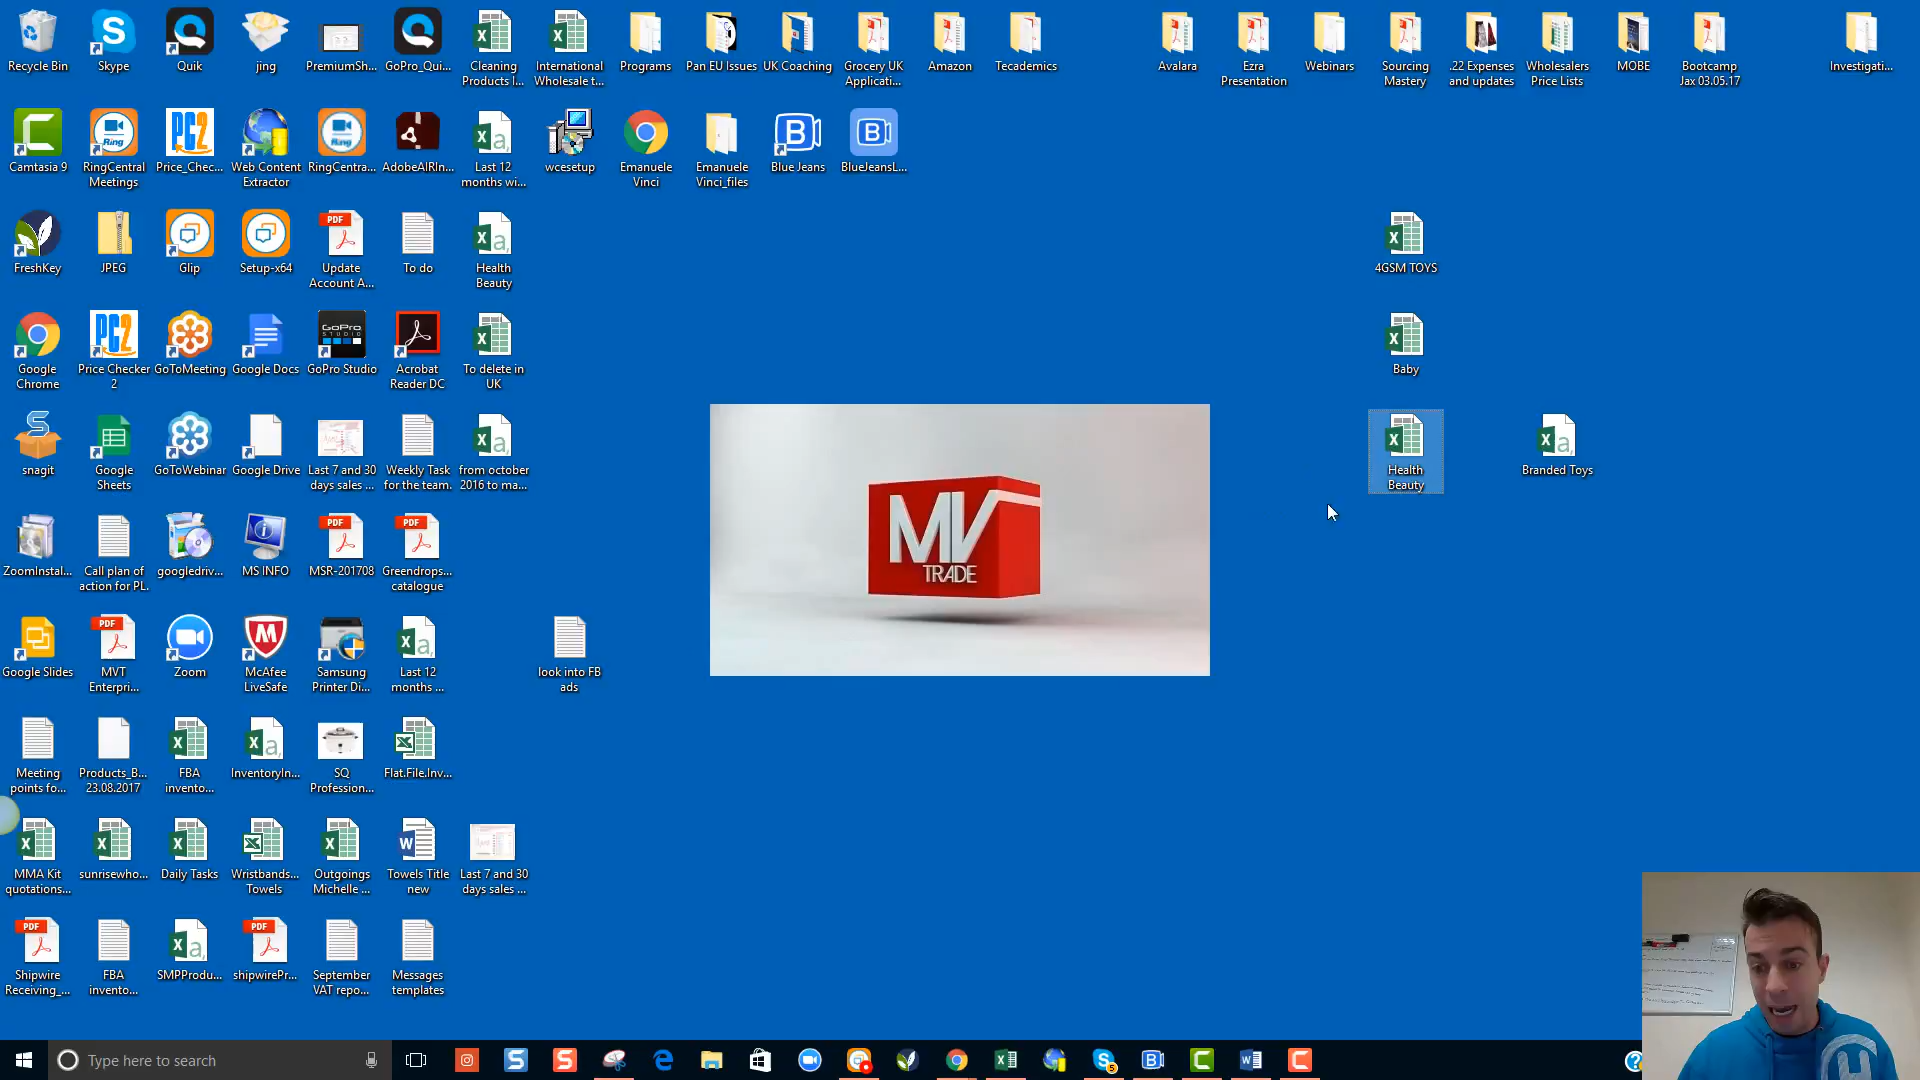 Recycle Bin
Skype
Quik
jing
PremiumSh...
GoPro_Qui...
Cleaning
Products I...
International
Wholesale t...
Programs
Pan EU Issues
UK Coaching
Grocery UK
Applicati...
Amazon
Tecademics
Avalara
Ezra
Presentation
Webinars
Sourcing
Mastery
.22 Expenses
and updates
Wholesalers
Price Lists
MOBE
Bootcamp
Jax 03.05.17
Investigati...
Camtasia 9
RingCentral
Meetings
Price_Chec...
Web Content
Extractor
RingCentra...
AdobeAIRIn...
Last 12
months wi...
wcesetup
Emanuele
Vinci
Emanuele
Vinci_files
Blue Jeans
BlueJeansL...
FreshKey
JPEG
Glip
Setup-x64
Update
Account A...
To do
Health
Beauty
4GSM TOYS
Google
Chrome
Price Checker
2
GoToMeeting
Google Docs
GoPro Studio
Acrobat
Reader DC
To delete in
UK
Baby
snagit
Google
Sheets
GoToWebinar
Google Drive
Last 7 and 30
days sales ...
Weekly Task
for the team.
from october
2016 to ma...
Health
Beauty
Branded Toys
MV
TRADE
ZoomInstal...
Call plan of
action for PL.
googledriv...
MS INFO
MSR-201708
Greendrops...
catalogue
Google Slides
MVT
Enterpri...
Zoom
McAfee
LiveSafe
Samsung
Printer Di...
Last 12
months ...
look into FB
ads
Meeting
points fo...
Products_B...
23.08.2017
FBA
invento...
InventoryIn...
SQ
Profession...
Flat.File.Inv...
MMA Kit
quotations...
sunrisewho...
Daily Tasks
Wristbands...
Towels
Outgoings
Michelle ...
Towels Title
new
Last 7 and 30
days sales ...
Shipwire
Receiving_...
FBA
invento...
SMPProdu...
shipwirePr...
September
VAT repo...
Messages
templates
Type here to search